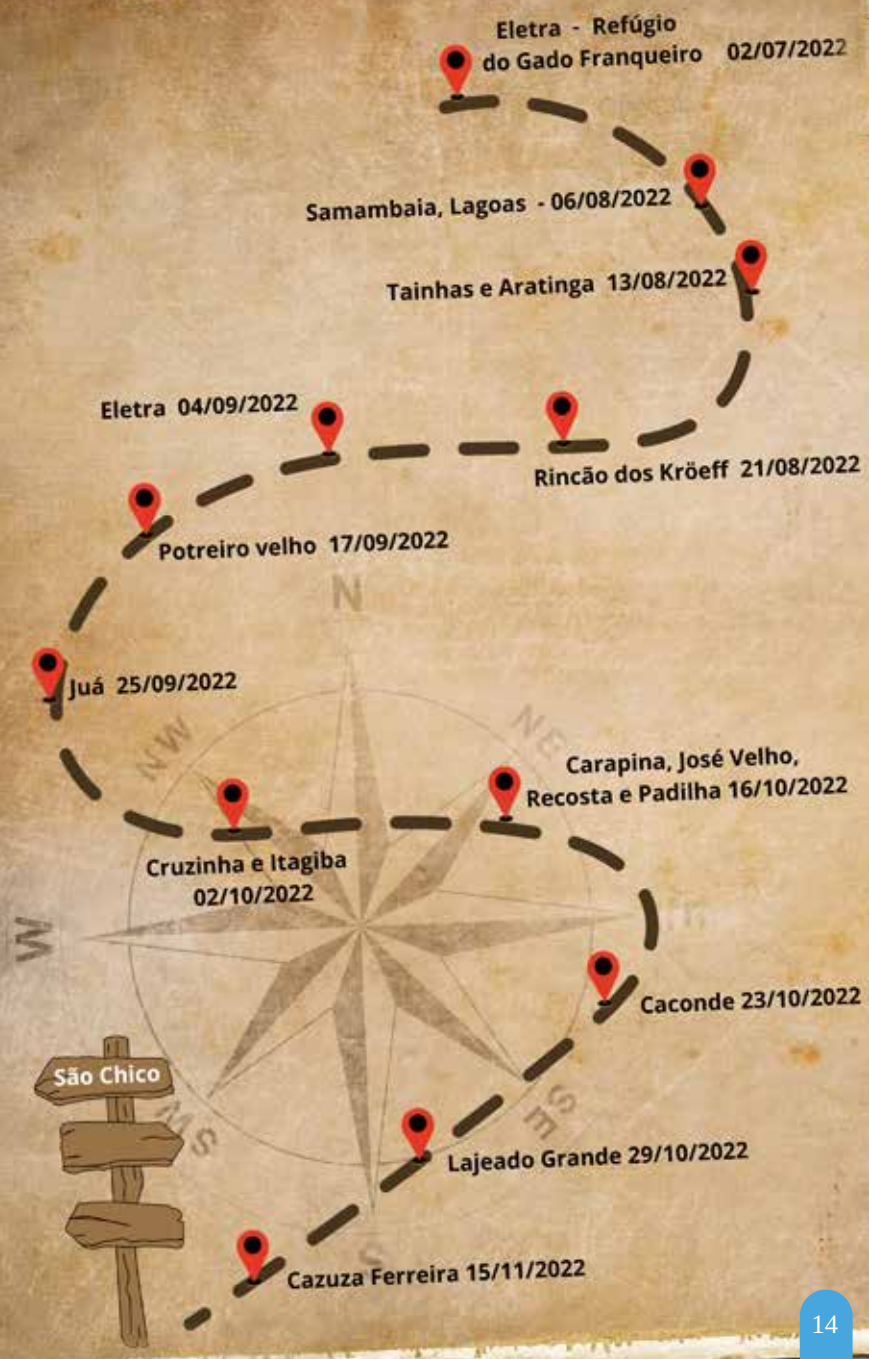 Eletra - Refúgio
do Gado Franqueiro 02/07/2022
Samambaia, Lagoas - 06/08/2022
Tainhas e Aratinga 13/08/2022
Eletra 04/09/2022
Rincão dos Kröeff 21/08/2022
Potreiro velho 17/09/2022
N
Juá 25/09/2022
NW
NE
Carapina, José Velho,
Recosta e Padilha 16/10/2022
Cruzinha e Itagiba
02/10/2022
W
E
Caconde 23/10/2022
São Chico
SW
SE
Lajeado Grande 29/10/2022
S
Cazuza Ferreira 15/11/2022
14